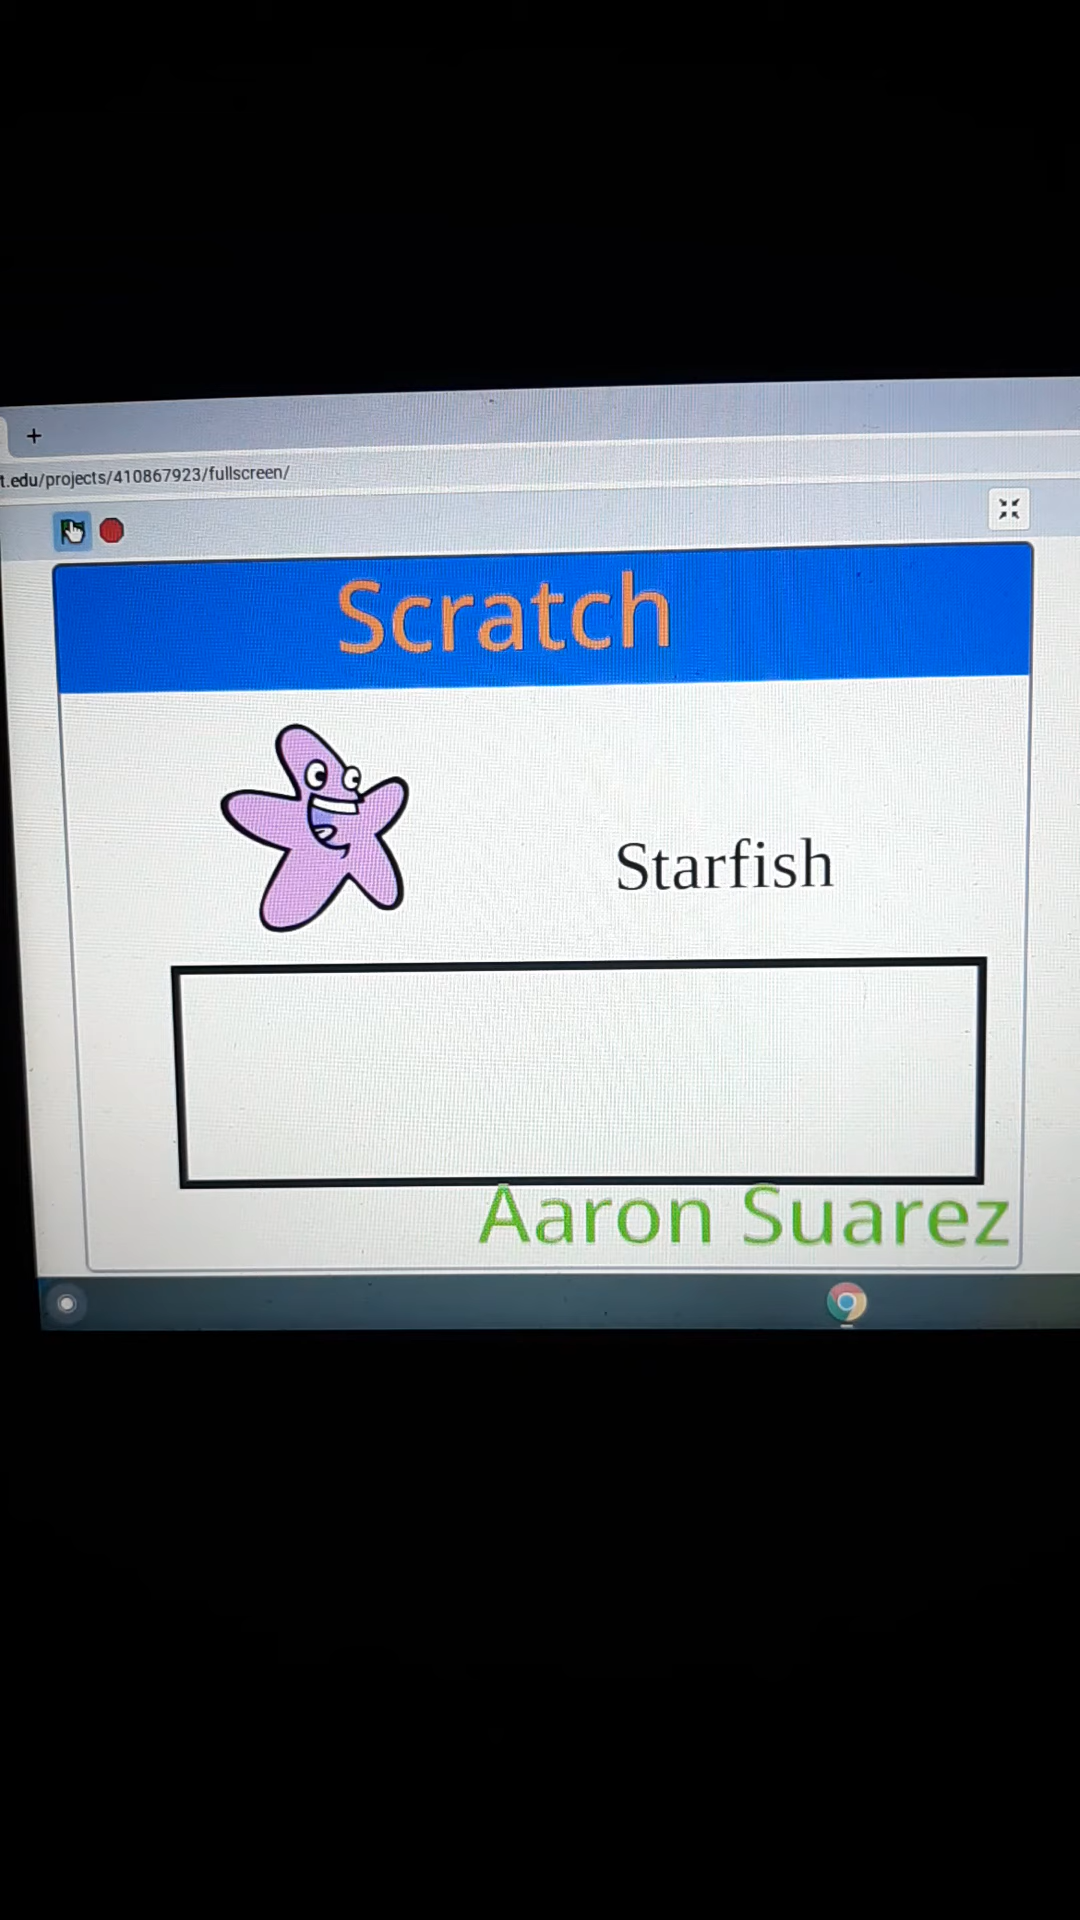 +
t.edu/projects/410867923/fullscreen/
Scratch
Starfish
Aaron Suarez